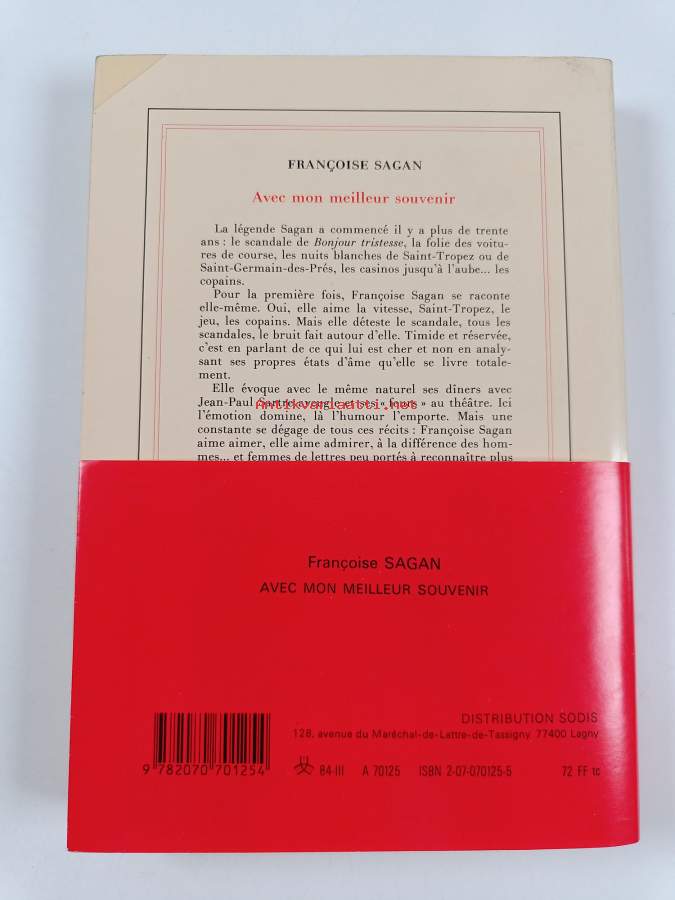 FRANÇOISE SAGAN
Avec mon meilleur souvenir
La légende Sagan a commencé il y a plus de trente
ans : le scandale de Bonjour tristesse, la folie des voitu-
res de course, les nuits blanches de Saint-Tropez ou de
Saint-Germain-des-Prés, les casinos jusqu'à l'aube... les
copains.
Pour la première fois, Françoise Sagan se raconte
elle-même. Oui, elle aime la vitesse, Saint-Tropez, le
jeu, les copains. Mais elle déteste le scandale, tous les
scandales, le bruit fait autour d'elle. Timide et réservée,
c'est en parlant de ce qui lui est cher et non en analy-
sant ses propres états d'âme qu'elle se livre totale-
ment.
Elle évoque avec le même naturel ses dîners avec
Jean-Paul Sartre aveugle et ses « fours » au théâtre. Ici
Antikvariaatti.net
l'émotion domine, là l'humour l'emporte. Mais une
constante se dégage de tous ces récits : Françoise Sagan
aime aimer, elle aime admirer, à la différence des hom-
mes... et femmes de lettres peu portés à reconnaître plus
Françoise SAGAN
AVEC MON MEILLEUR SOUVENIR
DISTRIBUTION SODIS
128, avenue du Maréchal-de-Lattre-de-Tassigny 77400 Lagny
9 782070 701254
84-III A 70125 ISBN 2-07-070125-5 72 FF tc